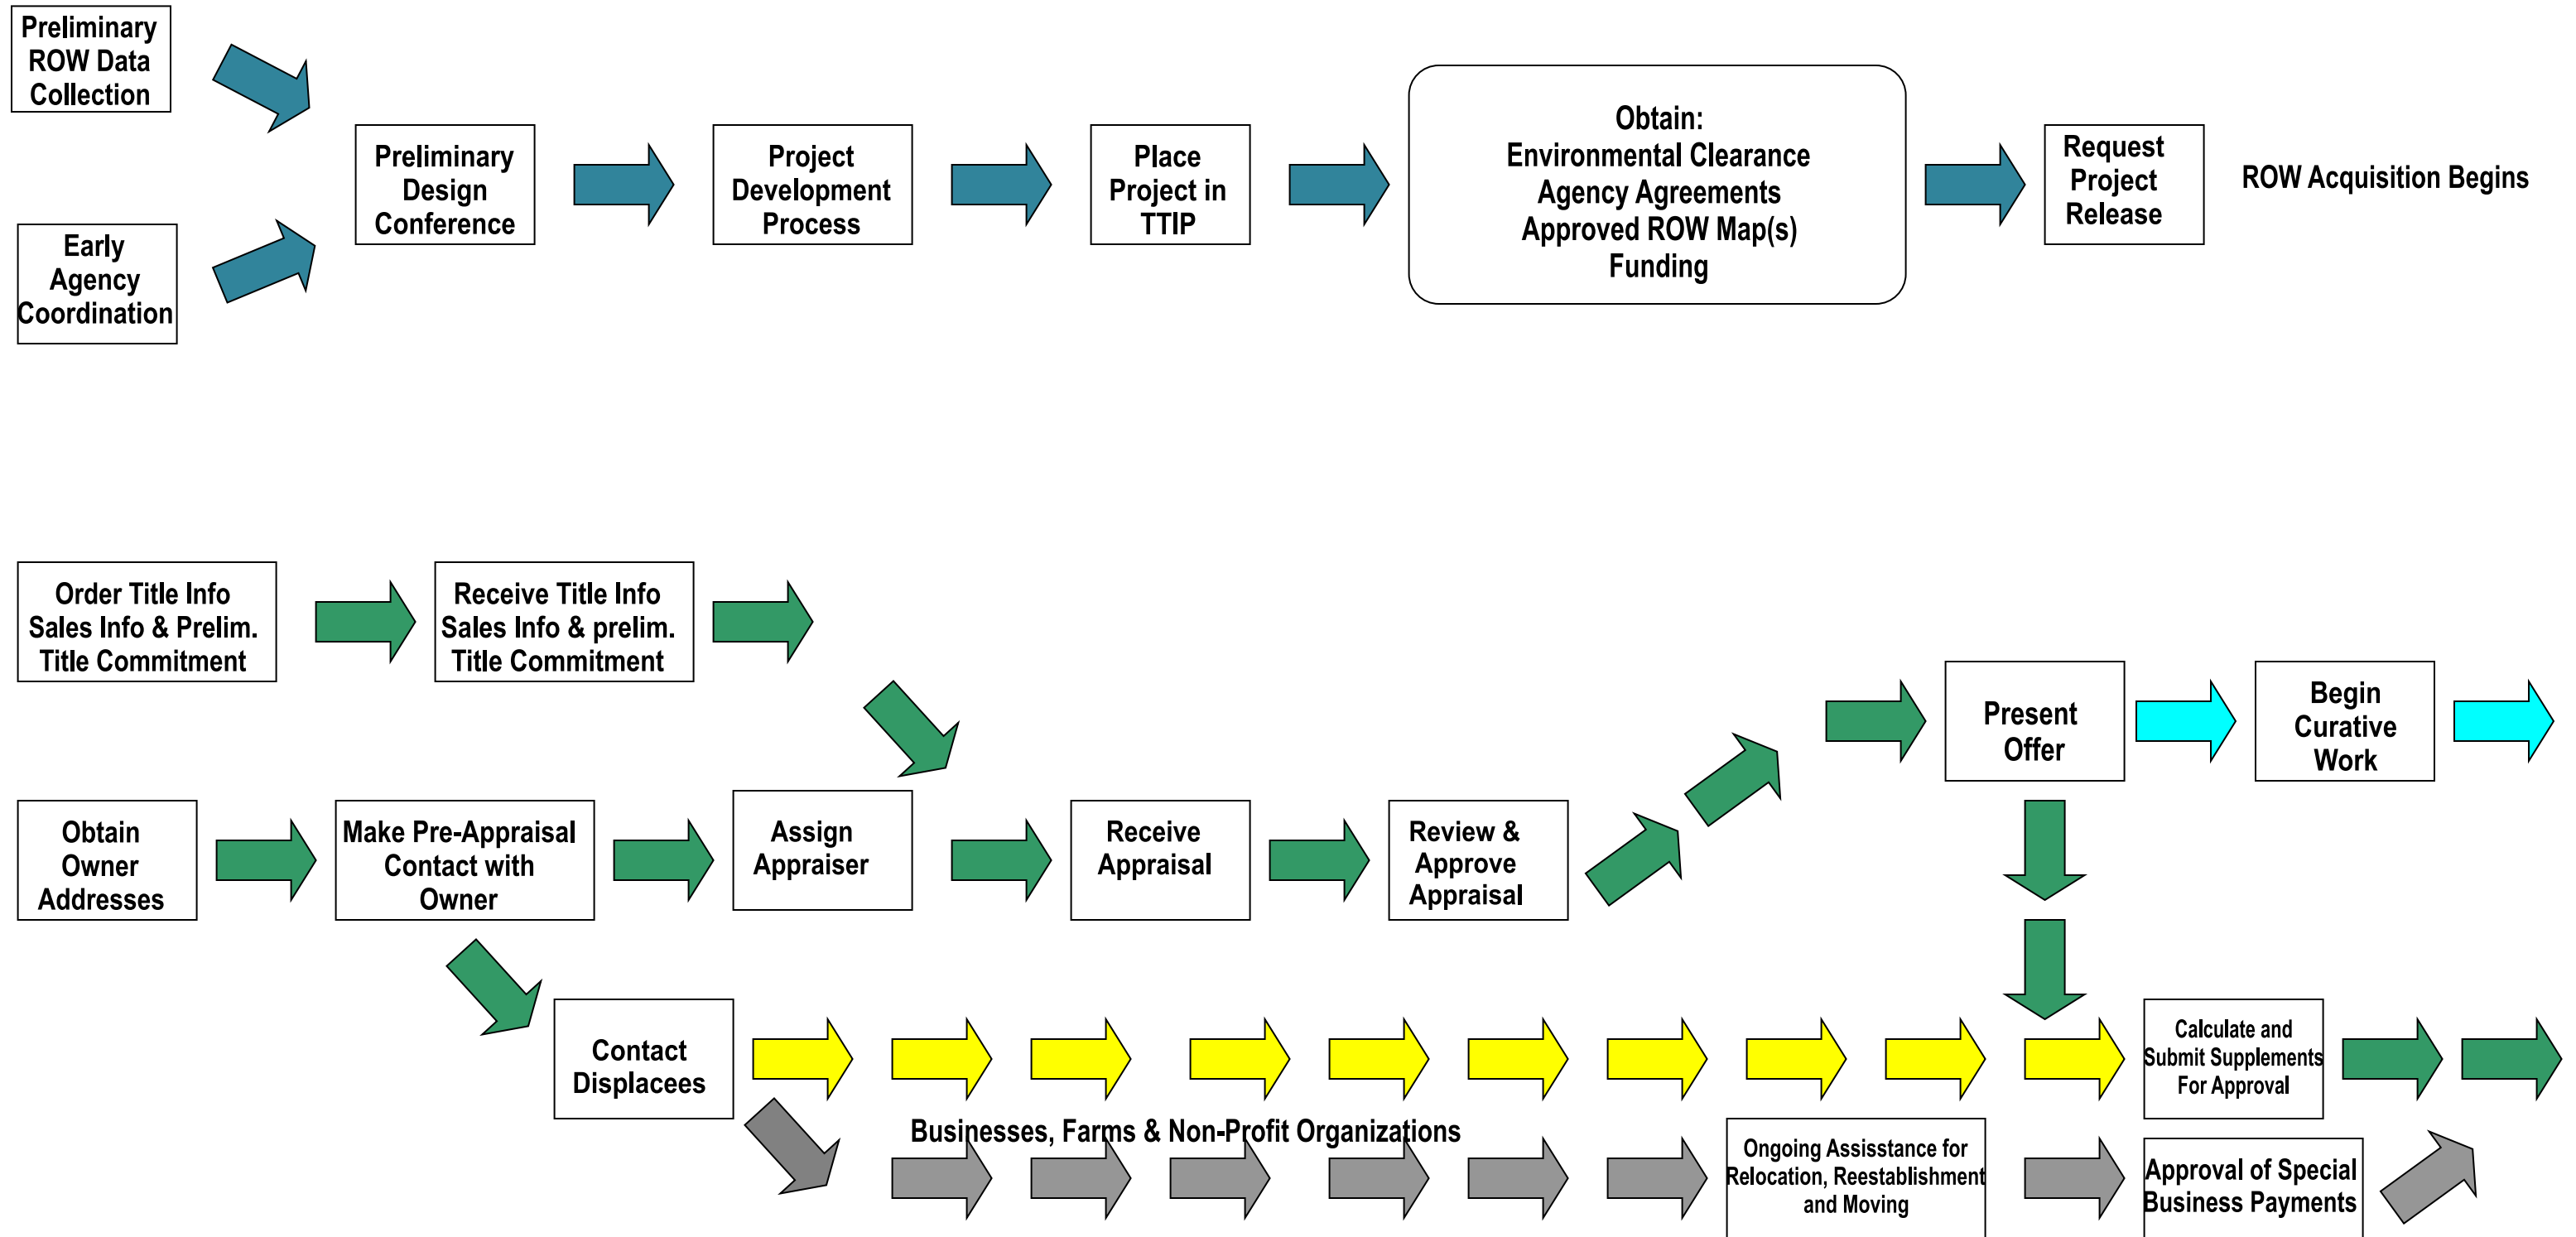 Preliminary
ROW Data
Collection
Early
Agency
Coordination
Preliminary
Design
Conference
Project
Development
Process
Place
Project in
TTIP
Obtain:
Environmental Clearance
Agency Agreements
Approved ROW Map(s)
Funding
Request
Project
Release
ROW Acquisition Begins
Order Title Info
Sales Info & Prelim.
Title Commitment
Receive Title Info
Sales Info & prelim.
Title Commitment
Obtain
Owner
Addresses
Make Pre-Appraisal
Contact with
Owner
Assign
Appraiser
Receive
Appraisal
Review &
Approve
Appraisal
Present
Offer
Begin
Curative
Work
Contact
Displacees
Calculate and
Submit Supplements
For Approval
Businesses, Farms & Non-Profit Organizations
Ongoing Assisstance for
Relocation, Reestablishment
and Moving
Approval of Special
Business Payments